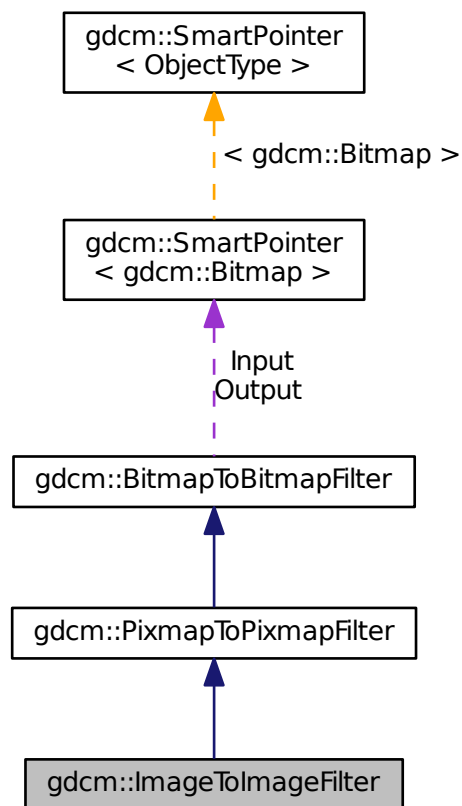 gdcm::SmartPointer
< ObjectType >
< gdcm::Bitmap >
gdcm::SmartPointer
< gdcm::Bitmap >
Input
Output
gdcm::BitmapToBitmapFilter
gdcm::PixmapToPixmapFilter
gdcm::ImageToImageFilter